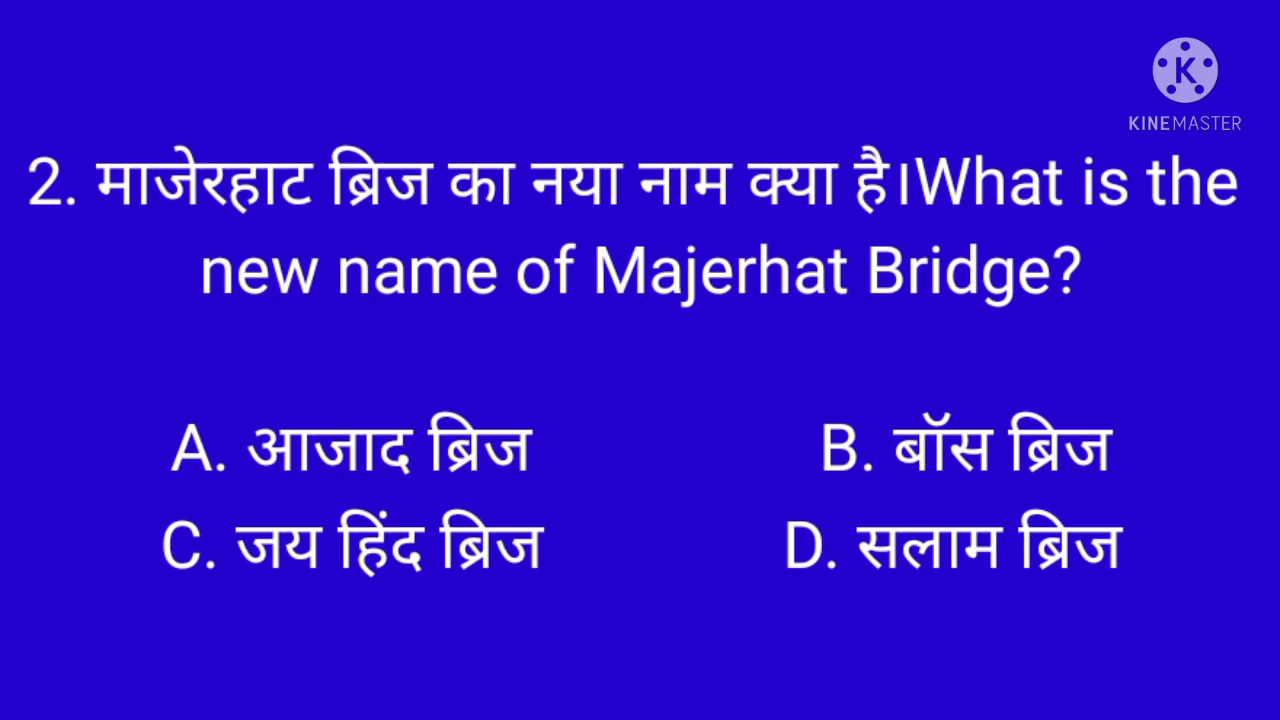 K
KINEMASTER
2. माजेरहाट ब्रिज का नया नाम क्या है।What is the
new name of Majerhat Bridge?
A. आजाद ब्रिज B. बॉस ब्रिज
C. जय हिंद ब्रिज D. सलाम ब्रिज